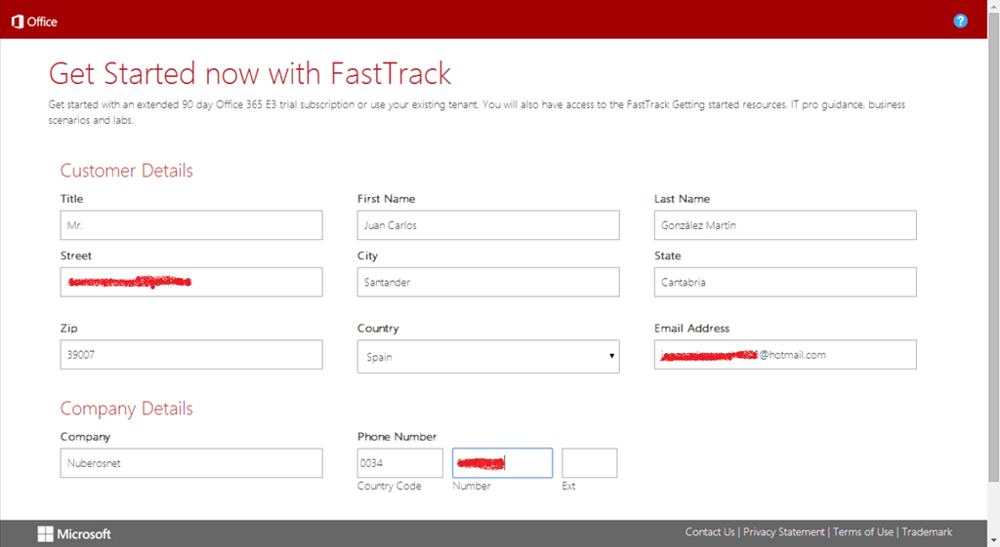 Office
?
Get Started now with FastTrack
Get started with an extended 90 day Office 365 E3 trial subscription or use your existing tenant. You will also have access to the FastTrack Getting started resources, IT pro guidance, business
scenarios and labs.
Customer Details
Title First Name Last Name
Mr. Juan Carlos González Martín
Street City State
Santander Cantabria
Zip Country Email Address
39007 Spain @hotmail.com
Company Details
Company Phone Number
Nuberosnet 0034
Country Code Number Ext
Microsoft Contact Us | Privacy Statement | Terms of Use | Trademark